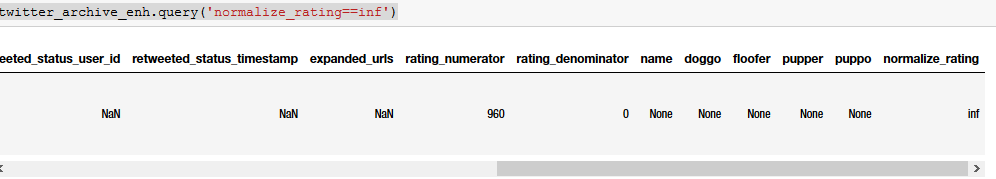 twitter_archive_enh.query('normalize_rating==inf')
eeted_status_user_id retweeted_status_timestamp expanded_urls rating_numerator rating_denominator name doggo floofer pupper puppo normalize_rating
NaN NaN NaN 960 0 None None None None None inf